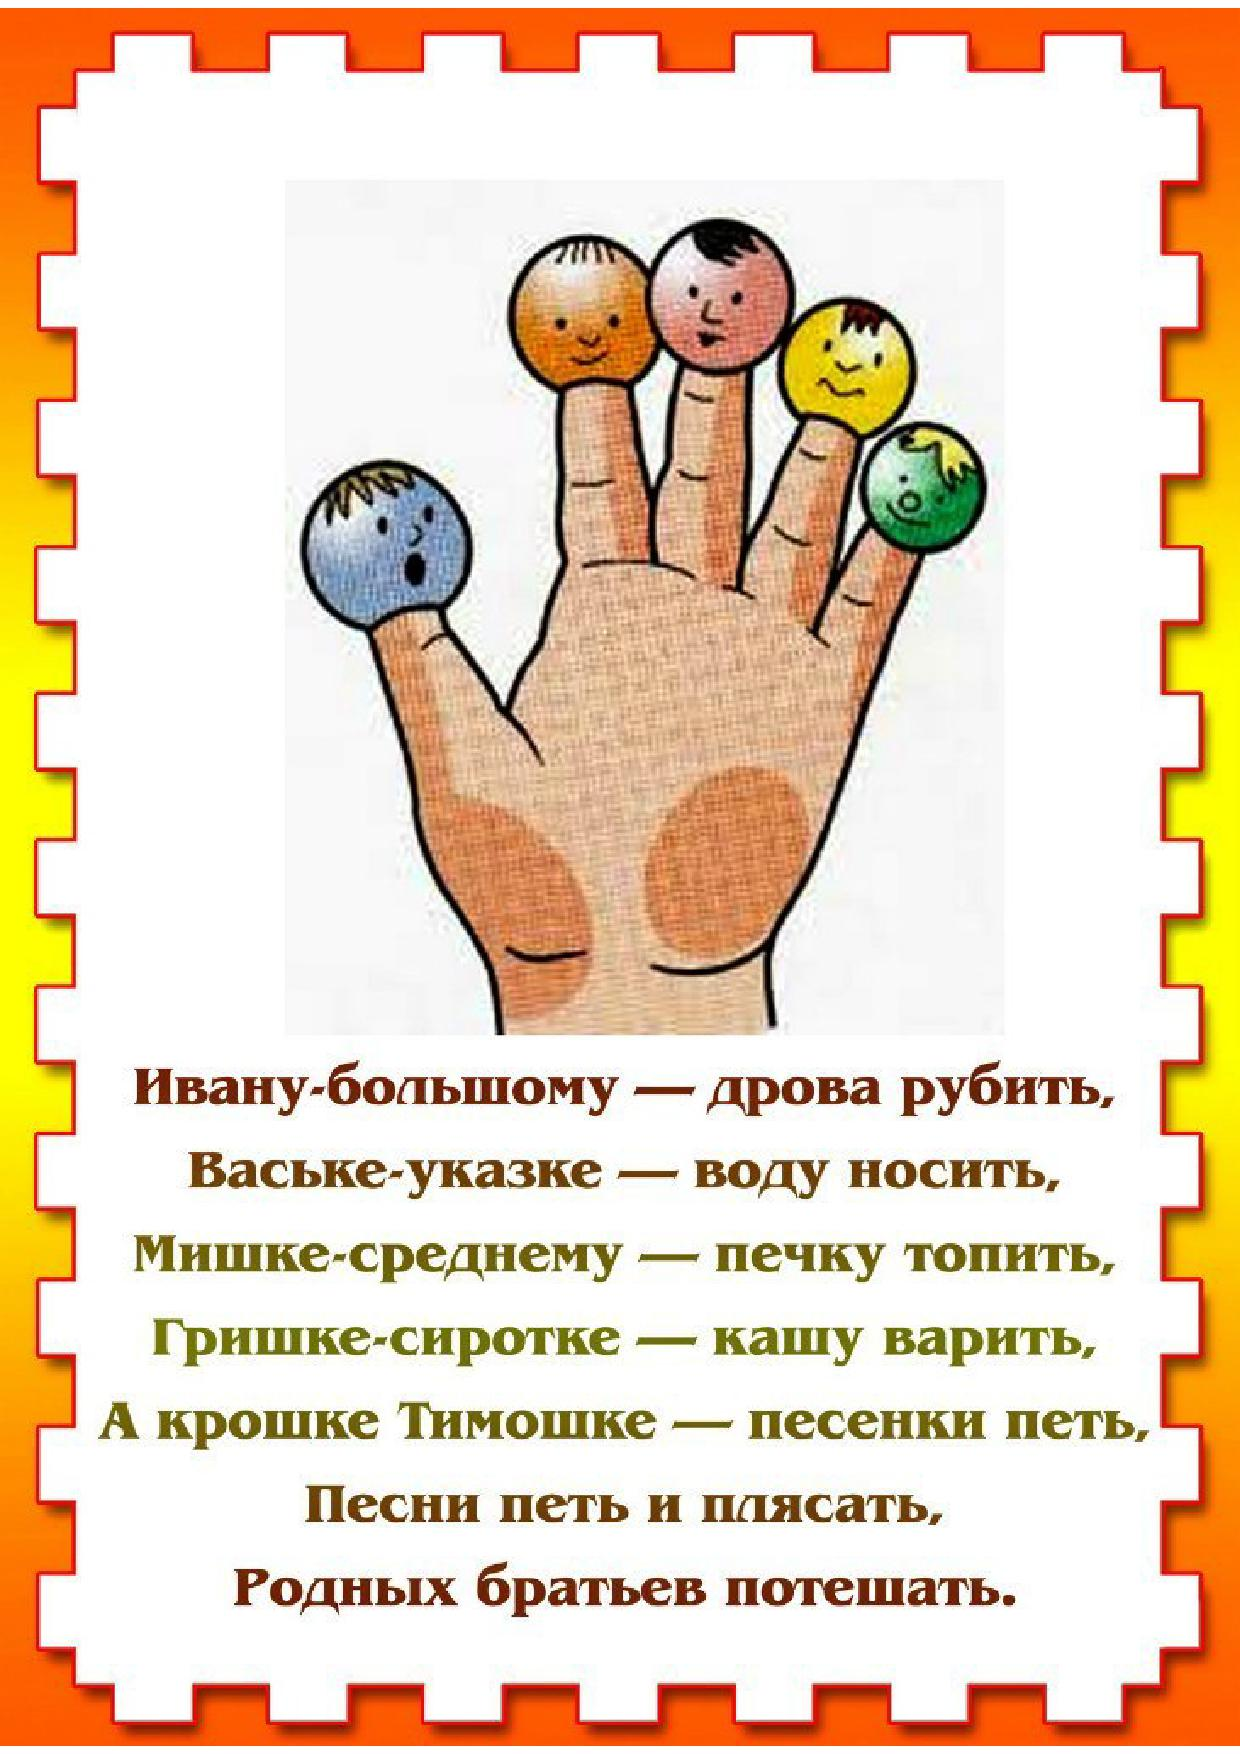 Ивану-большому — дрова рубить,
Ваське-указке — воду носить,
Мишке-среднему — печку топить,
Гришке-сиротке — кашу варить,
А крошке Тимошке — песенки петь,
Песни петь и плясать,
Родных братьев потешать.